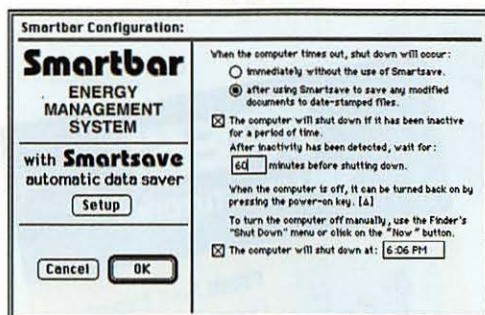 Smartbar Configuration:
Smartbar
ENERGY
MANAGEMENT
SYSTEM
with Smartsave
automatic data saver
Setup
Cancel
OK
When the computer times out, shut down will occur:
immediately without the use of Smartsave.
after using Smartsave to save any modified
documents to date-stamped files.
The computer will shut down if it has been inactive
for a period of time.
After inactivity has been detected, wait for:
60 minutes before shutting down.
When the computer is off, it can be turned back on by
pressing the power-on key. [△]
To turn the computer off manually, use the Finder's
"Shut Down" menu or click on the "Now" button.
The computer will shut down at: 6:06 PM